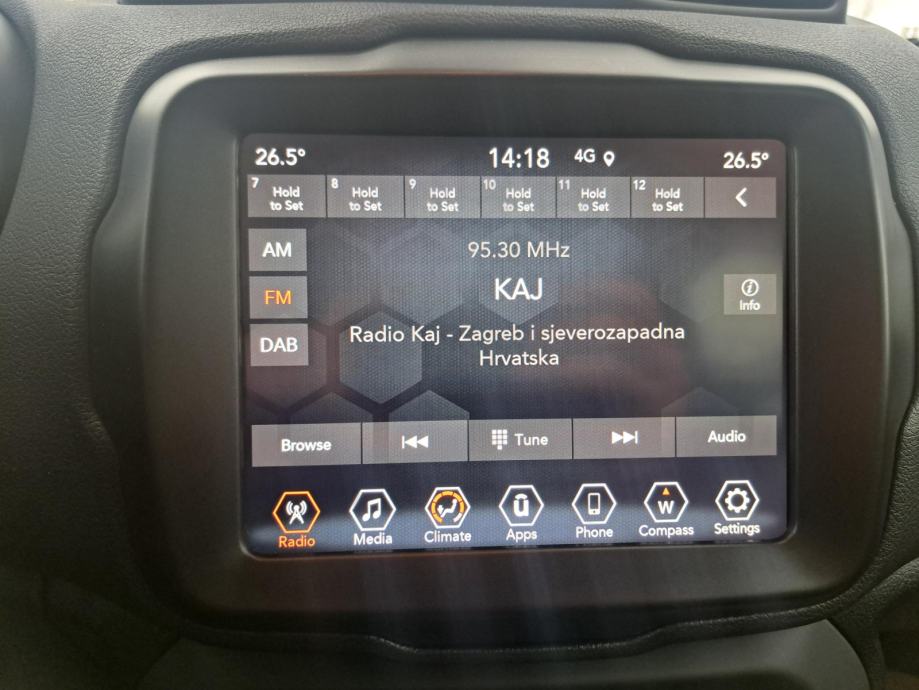 26.5°
14:18
4G
26.5°
7 Hold to Set
8 Hold to Set
9 Hold to Set
10 Hold to Set
11 Hold to Set
12 Hold to Set
AM
95.30 MHz
FM
KAJ
Info
DAB
Radio Kaj - Zagreb i sjeverozapadna
Hrvatska
Browse
Tune
Audio
ū
W
Radio
Media
Climate
Apps
Phone
Compass
Settings